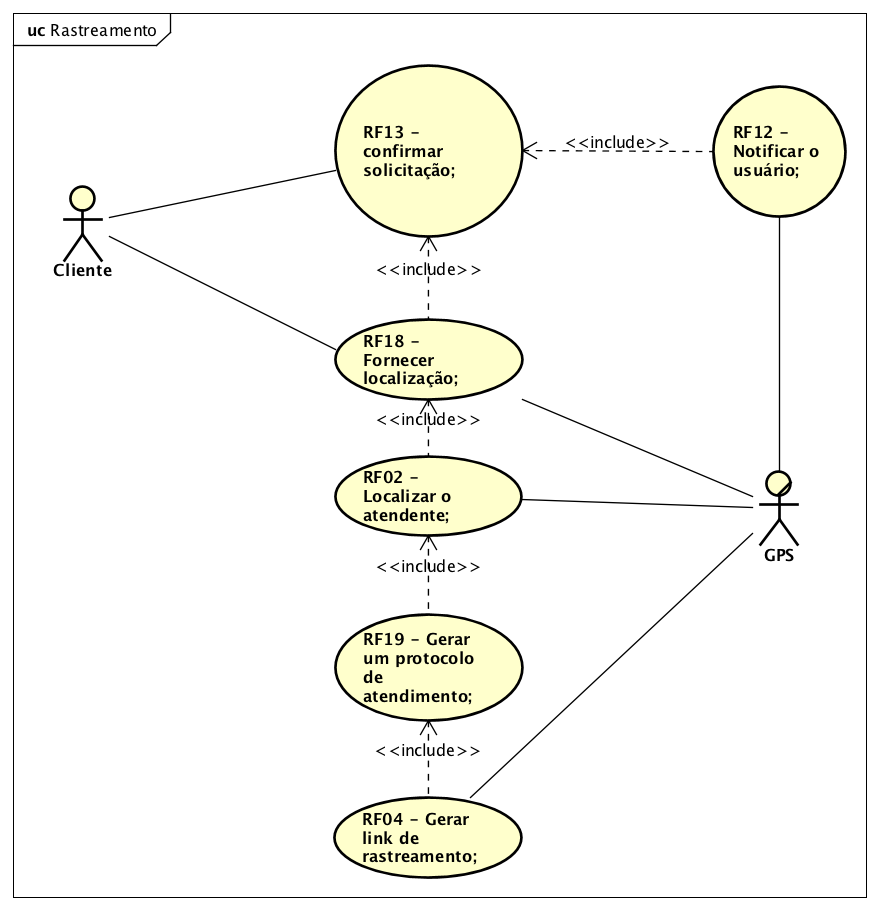 uc Rastreamento
RF13 -
confirmar
solicitação;
<<include>>
RF12 -
Notificar o
usuário;
Cliente
<<include>>
RF18 -
Fornecer
localização;
<<include>>
RF02 -
Localizar o
atendente;
GPS
<<include>>
RF19 - Gerar
um protocolo
de
atendimento;
<<include>>
RF04 - Gerar
link de
rastreamento;